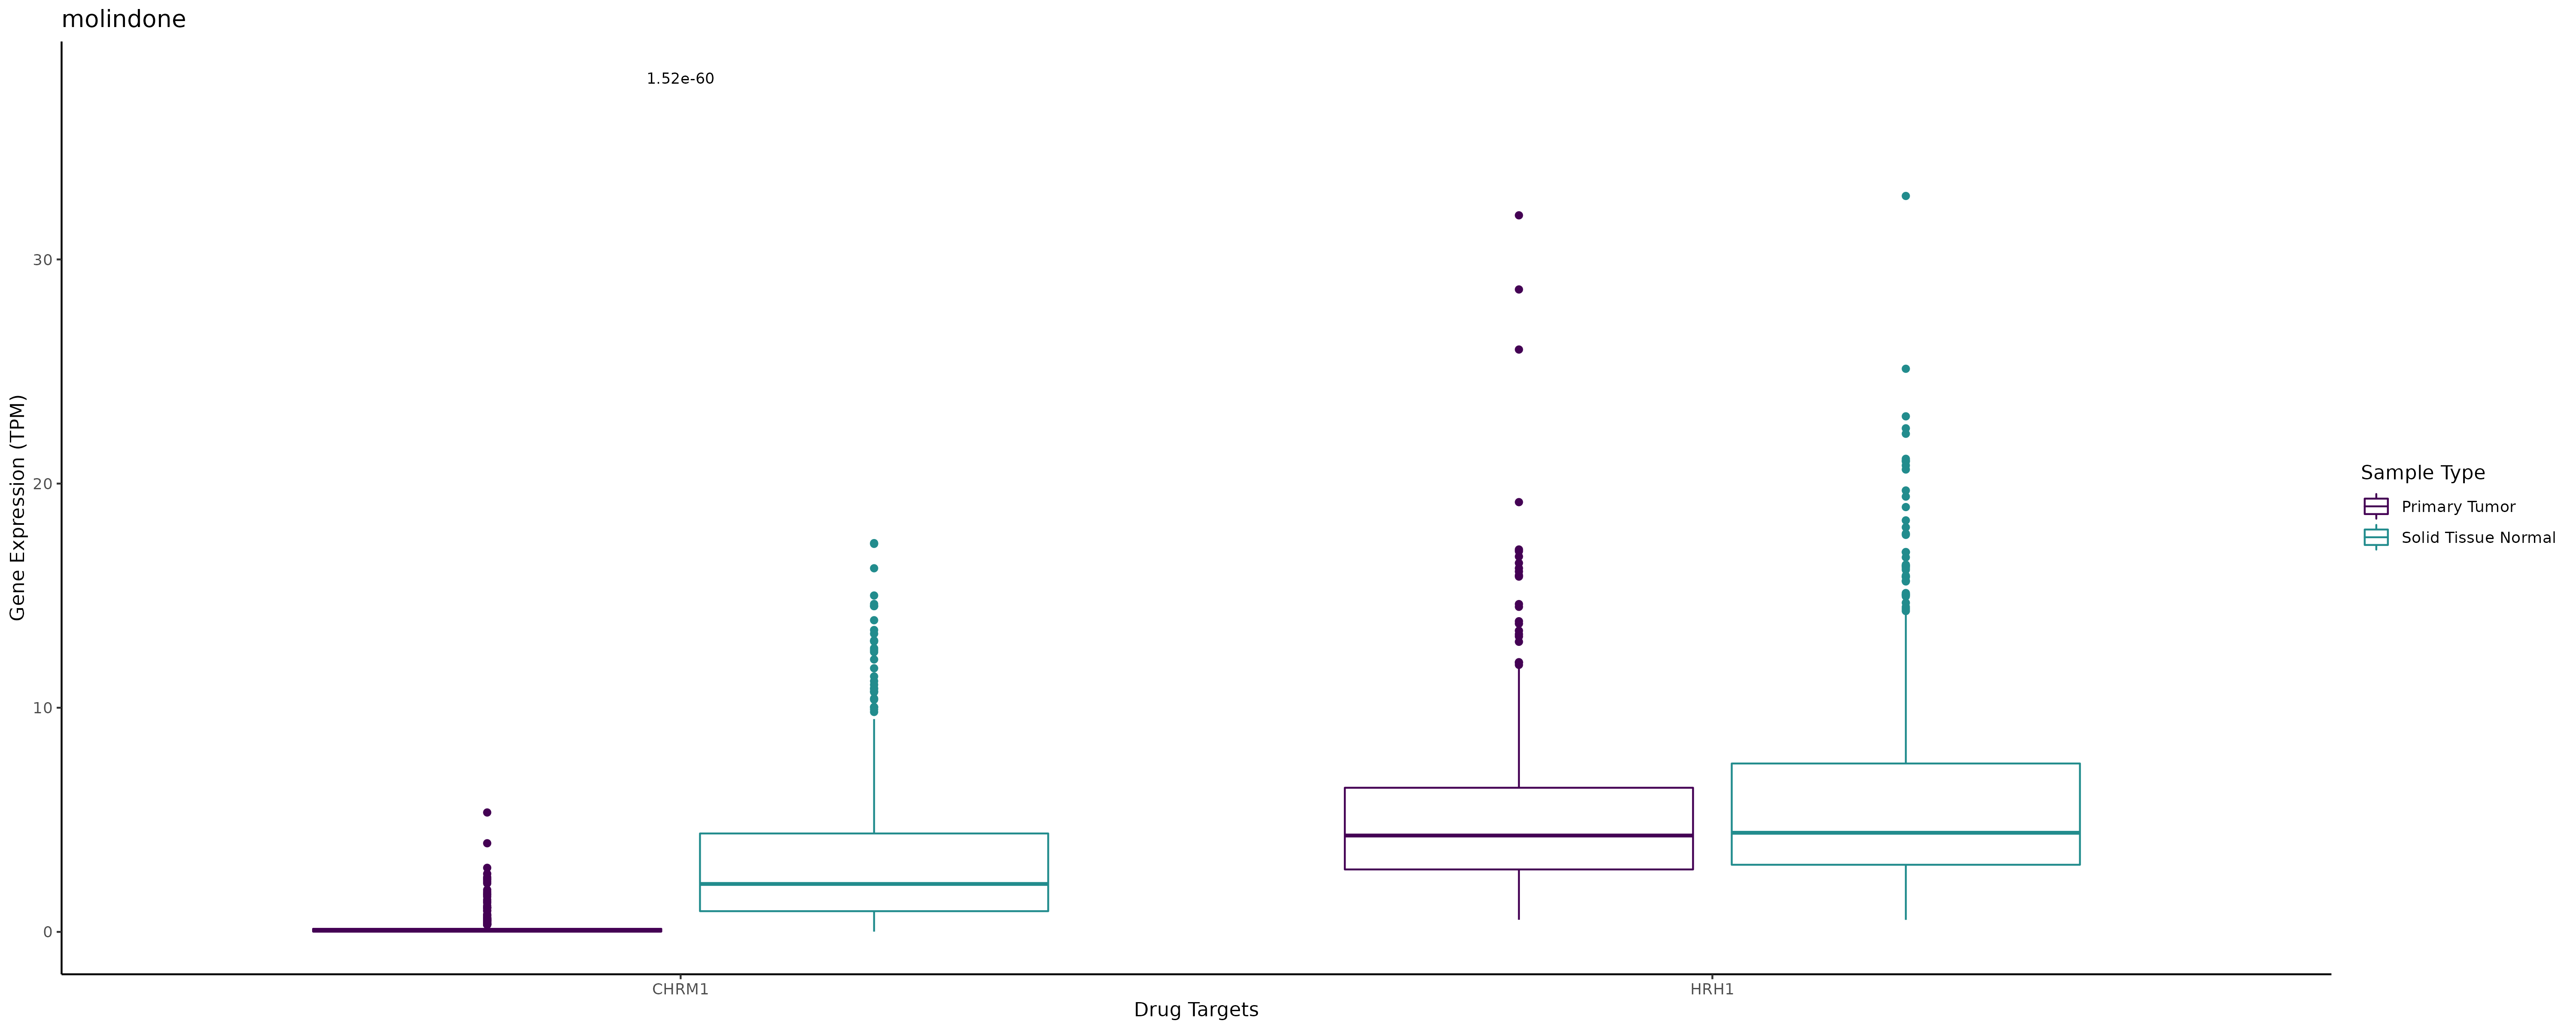 molindone
1.52e-60
30
20
10
0
Gene Expression (TPM)
CHRM1
HRH1
Drug Targets
Sample Type
Primary Tumor
Solid Tissue Normal